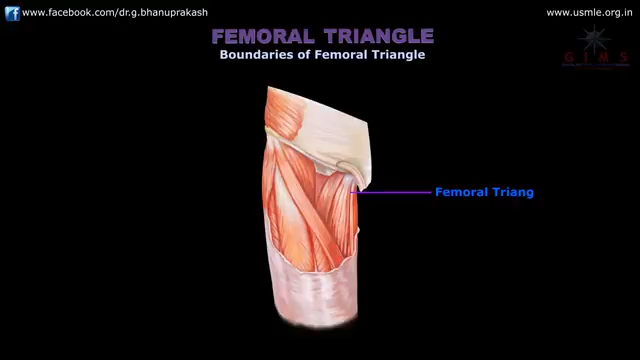 www.facebook.com/dr.g.bhanuprakash
www.usmle.org.in
FEMORAL TRIANGLE
Boundaries of Femoral Triangle
G I M S
Femoral Triang